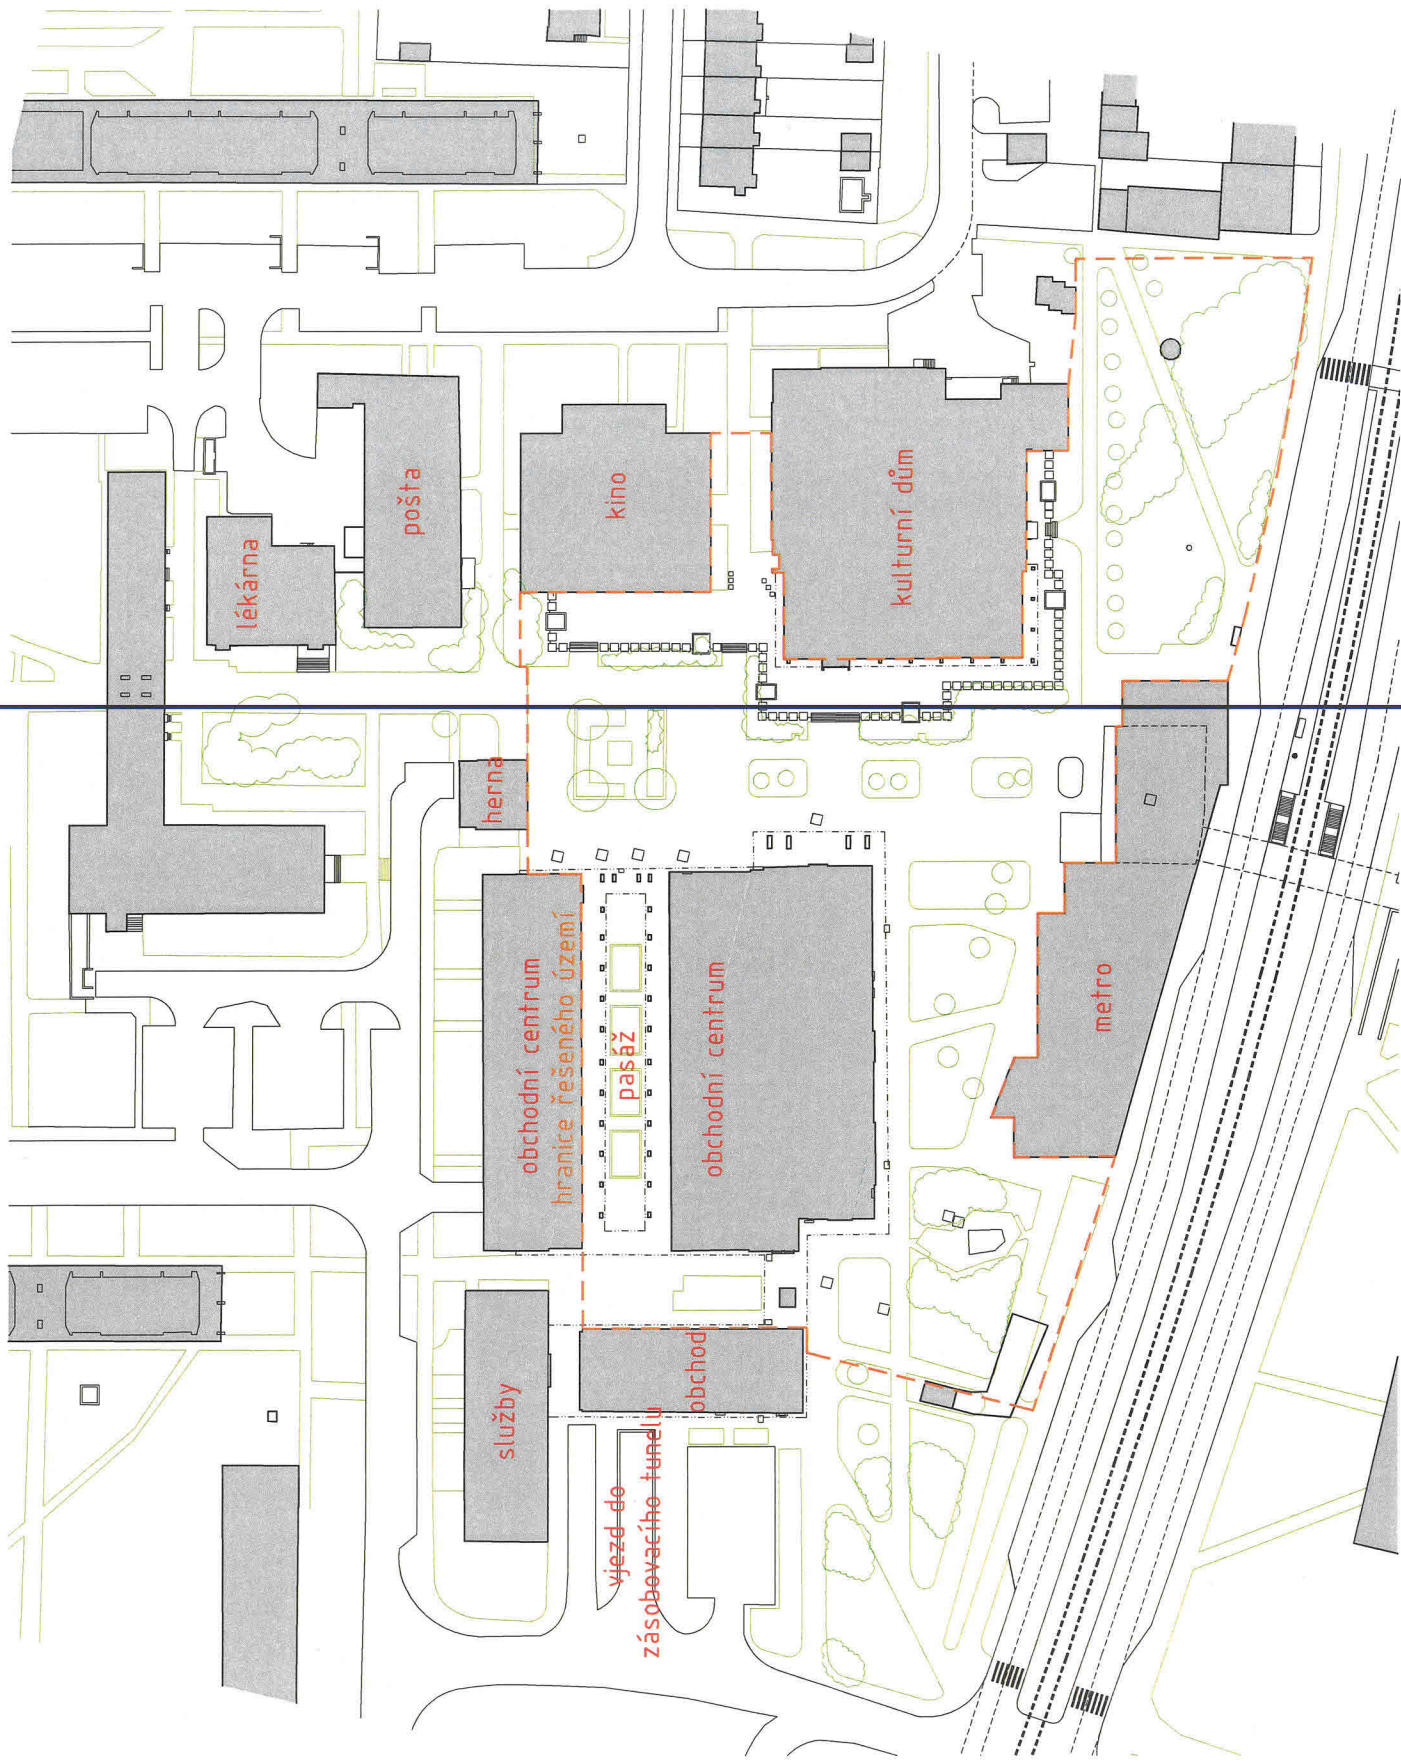 lékárna
pošta
kino
kulturní dům
herna
obchodní centrum
hranice řešeného území
pasáž
obchodní centrum
metro
služby
obchod
vjezd do
zásobovacího tunelu